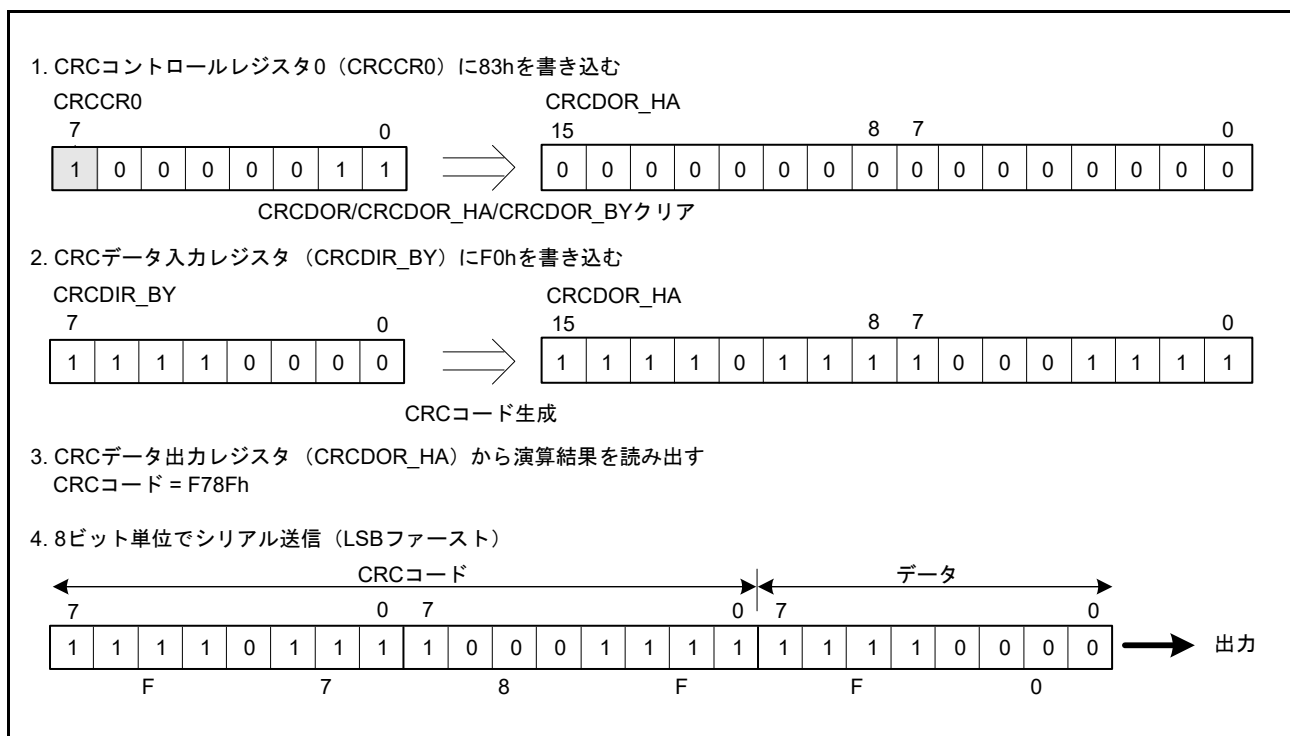 1. CRCコントロールレジスタ0（CRCCR0）に83hを書き込む
CRCCR0 CRCDOR_HA
7 0 15 8 7 0
1 0 0 0 0 0 1 1 0 0 0 0 0 0 0 0 0 0 0 0 0 0 0 0
CRCDOR/CRCDOR_HA/CRCDOR_BYクリア
2. CRCデータ入力レジスタ（CRCDIR_BY）にF0hを書き込む
CRCDIR_BY CRCDOR_HA
7 0 15 8 7 0
1 1 1 1 0 0 0 0 1 1 1 1 0 1 1 1 1 0 0 0 1 1 1 1
CRCコード生成
3. CRCデータ出力レジスタ（CRCDOR_HA）から演算結果を読み出す
CRCコード = F78Fh
4. 8ビット単位でシリアル送信（LSBファースト）
CRCコード データ
7 0 7 0 7 0
1 1 1 1 0 1 1 1 1 0 0 0 1 1 1 1 1 1 1 1 0 0 0 0 出力
F 7 8 F F 0